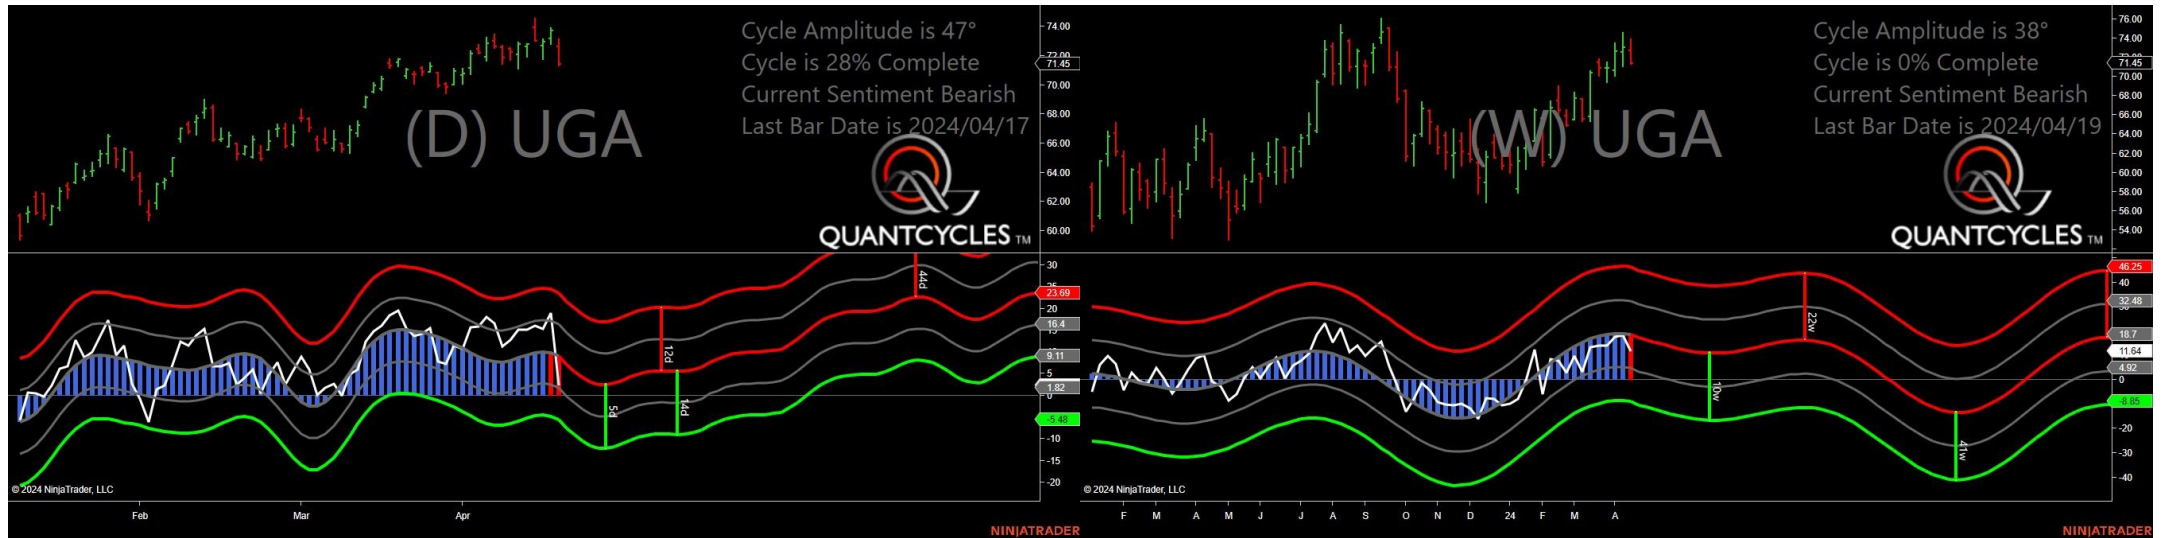 Cycle Amplitude is 47°
Cycle is 28% Complete
Current Sentiment Bearish
Last Bar Date is 2024/04/17
(D) UGA
QUANTCYCLES TM
74.00
72.00
71.45
70.00
68.00
66.00
64.00
62.00
60.00
30
23.69
20
16.4
9.11
5
1.82
0
-5.48
-10
-15
-20
44d
12d
5d
14d
© 2024 NinjaTrader, LLC
Feb Mar Apr
NINJATRADER
Cycle Amplitude is 38°
Cycle is 0% Complete
Current Sentiment Bearish
Last Bar Date is 2024/04/19
(W) UGA
QUANTCYCLES TM
76.00
74.00
71.45
70.00
68.00
66.00
64.00
62.00
60.00
58.00
56.00
54.00
46.25
40
32.48
18.7
11.64
4.92
0
-8.85
-20
-30
-40
22w
10w
41w
© 2024 NinjaTrader, LLC
F M A M J J A S O N D 24 F M A
NINJATRADER